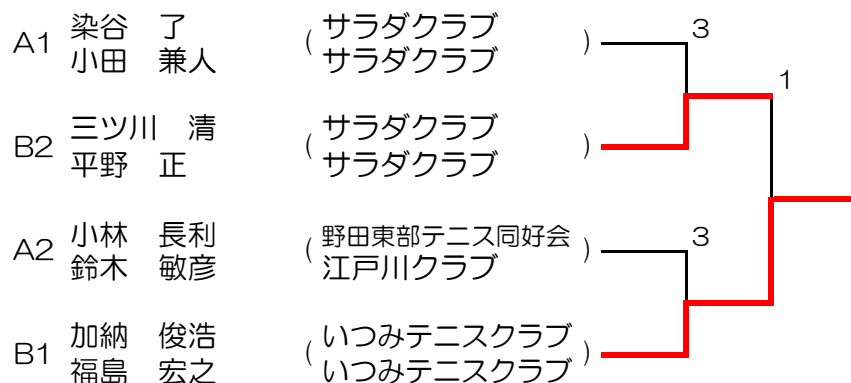 A1 染谷 了 ( サラダクラブ ) 3
小田 兼人 サラダクラブ
1
B2 三ツ川 清 ( サラダクラブ )
平野 正 サラダクラブ
A2 小林 長利 ( 野田東部テニス同好会 ) 3
鈴木 敏彦 江戸川クラブ
B1 加納 俊浩 ( いつみテニスクラブ )
福島 宏之 いつみテニスクラブ